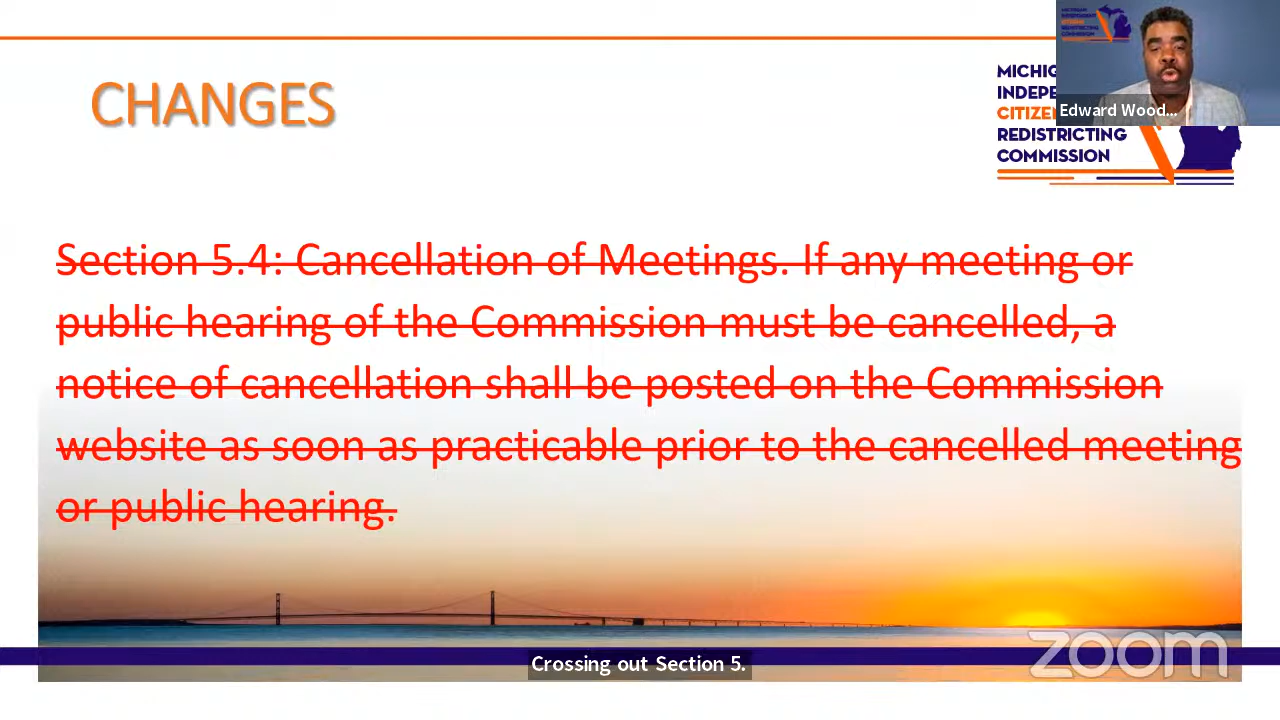 CHANGES
MICHIG
INDEPE
CITIZE
REDISTRICTING
COMMISSION
Edward Wood...
Section 5.4: Cancellation of Meetings. If any meeting or
public hearing of the Commission must be cancelled, a
notice of cancellation shall be posted on the Commission
website as soon as practicable prior to the cancelled meeting
or public hearing.
Crossing out Section 5.
zoom